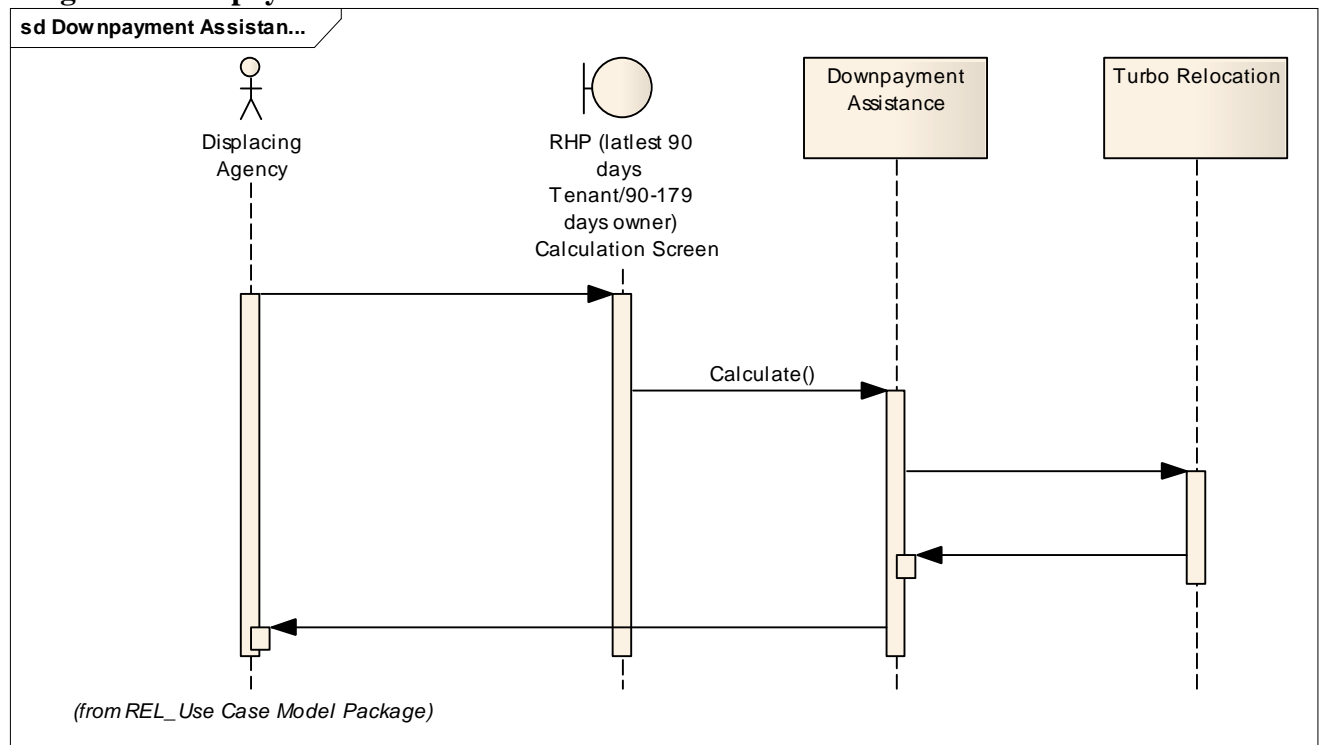 sd Downpayment Assistan...
Displacing
Agency
RHP (latlest 90
days
Tenant/90-179
days owner)
Calculation Screen
Downpayment
Assistance
Turbo Relocation
Calculate()
(from REL_Use Case Model Package)